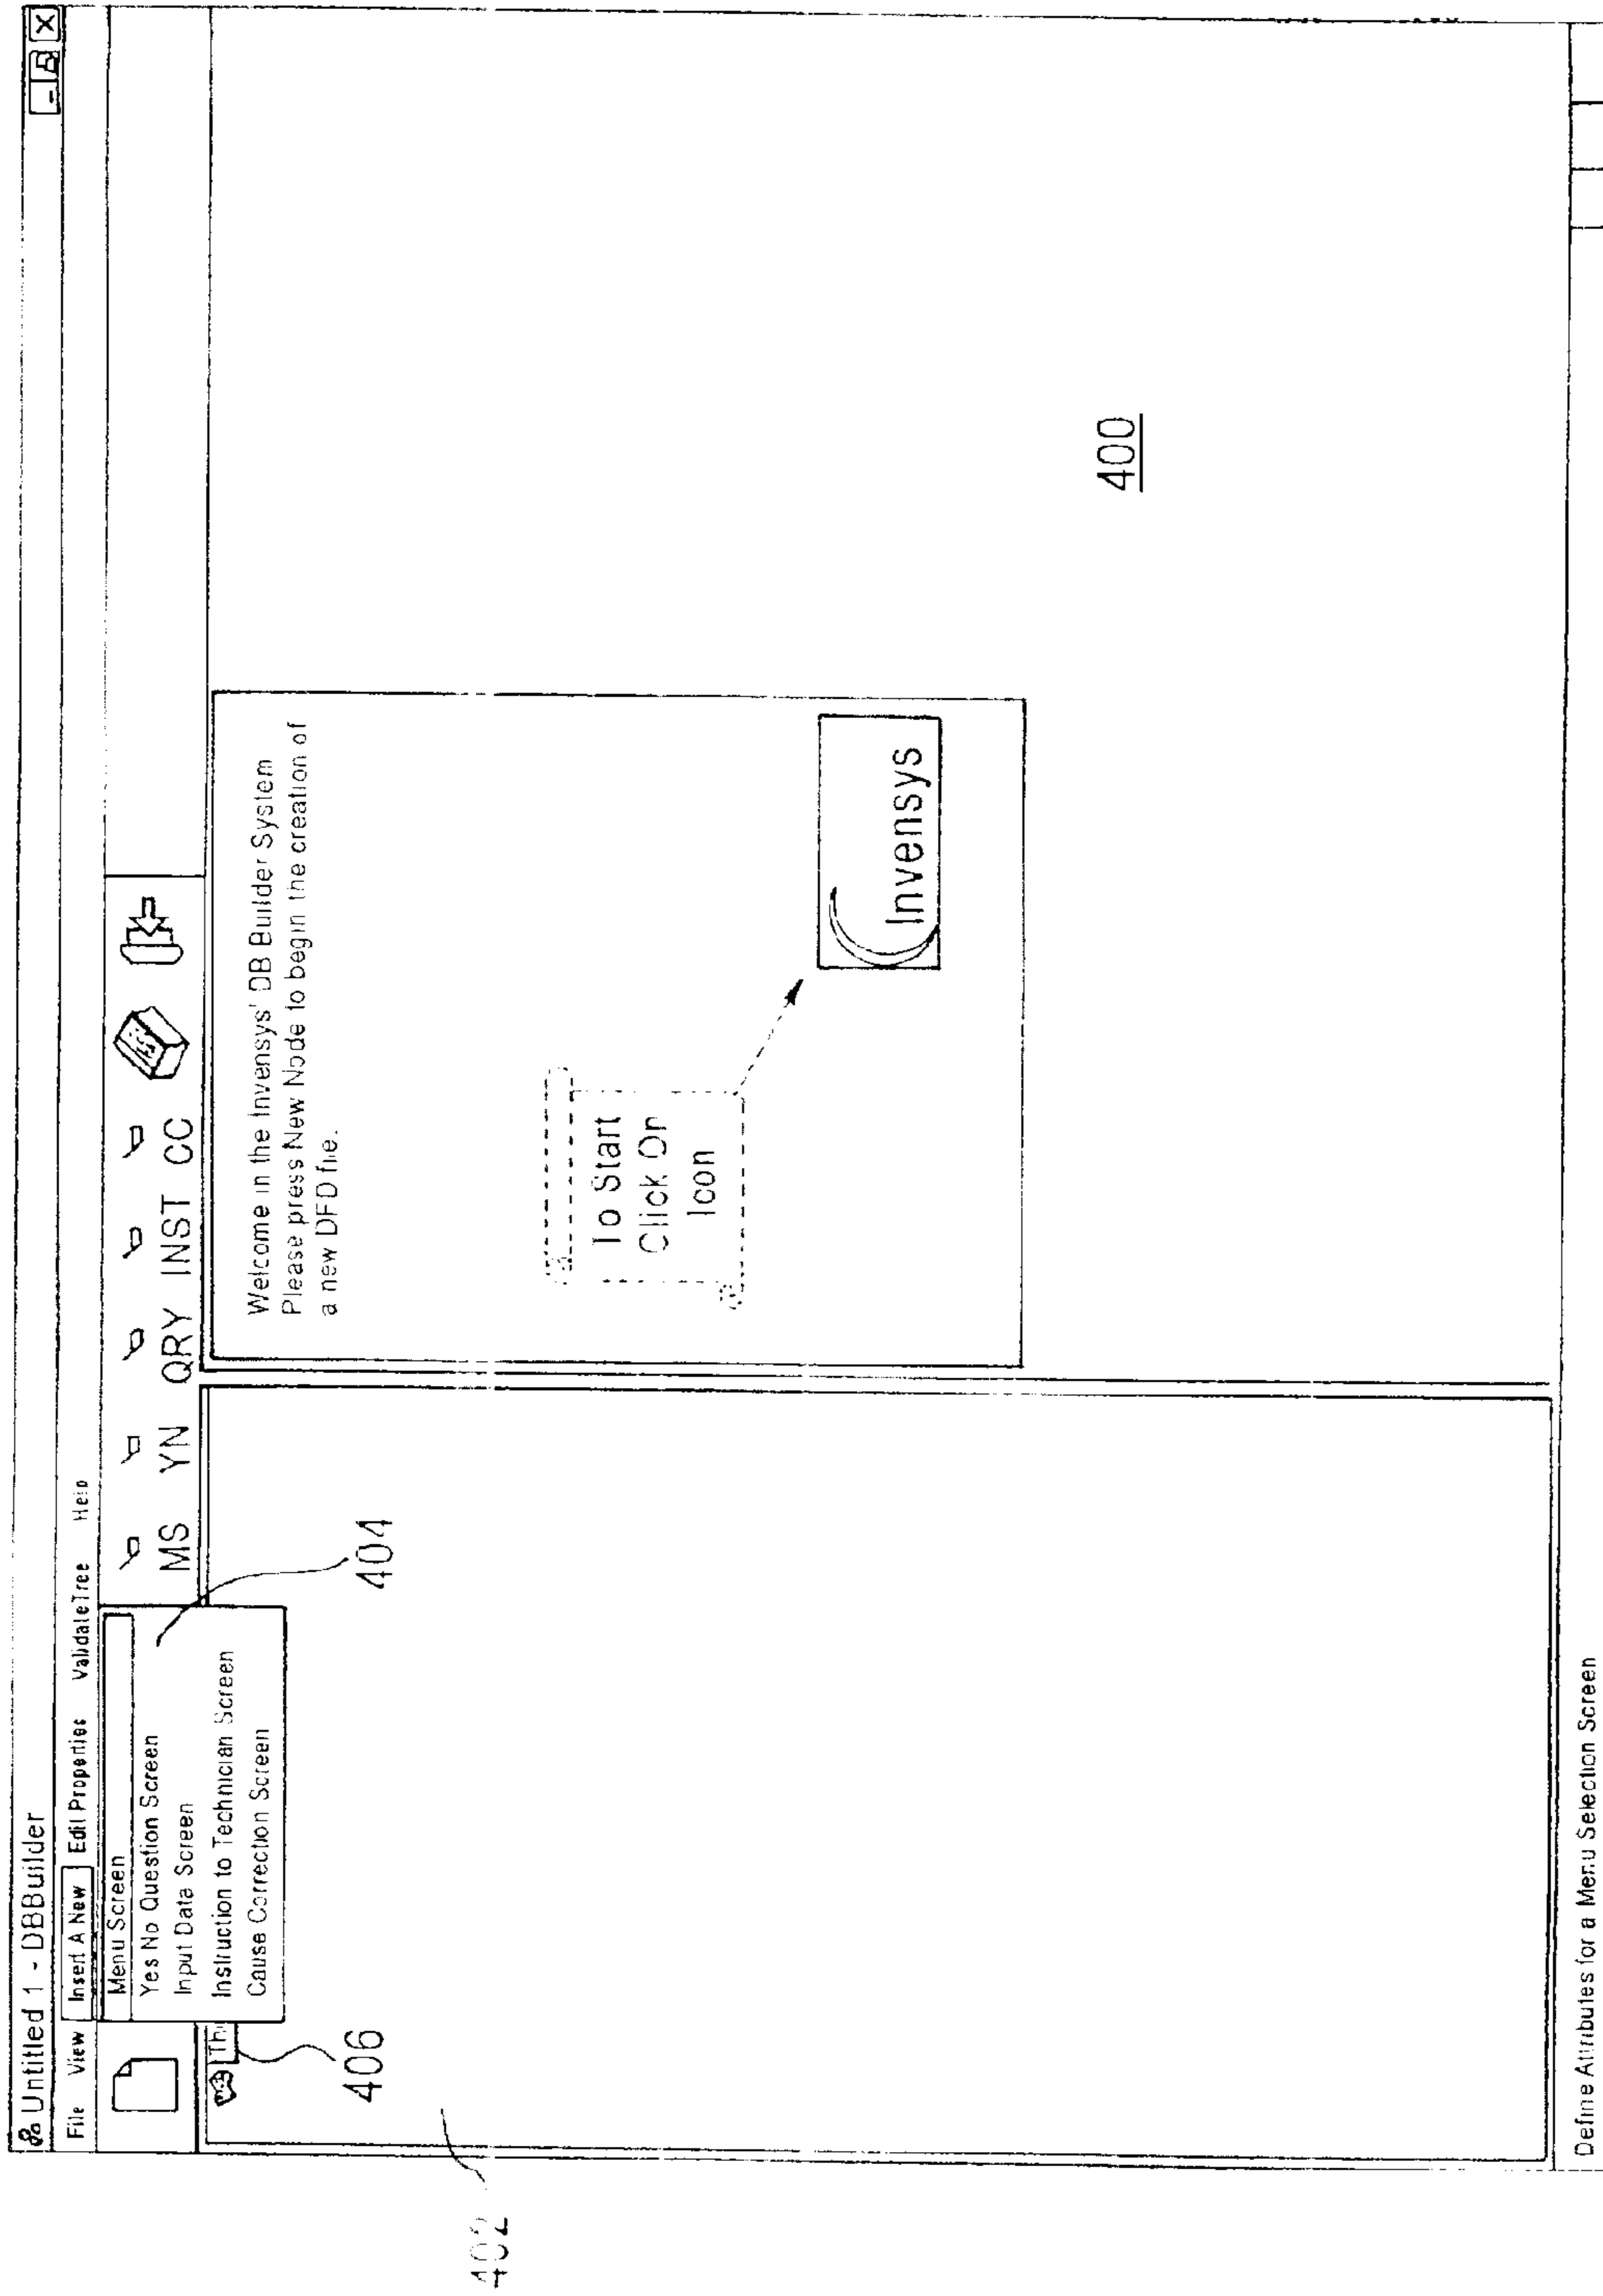 Untitled 1 - DBBuilder
File View Insert A New Edit Properties Validate Tree Help
Menu Screen
Yes No Question Screen
Input Data Screen
Instruction to Technician Screen
Cause Correction Screen
MS YN QRY INST CC
404
406
402
Welcome in the Invensys' DB Builder System
Please press New Node to begin the creation of
a new DFD file.
To Start
Click On
Icon
Invensys
400
Define Attributes for a Menu Selection Screen